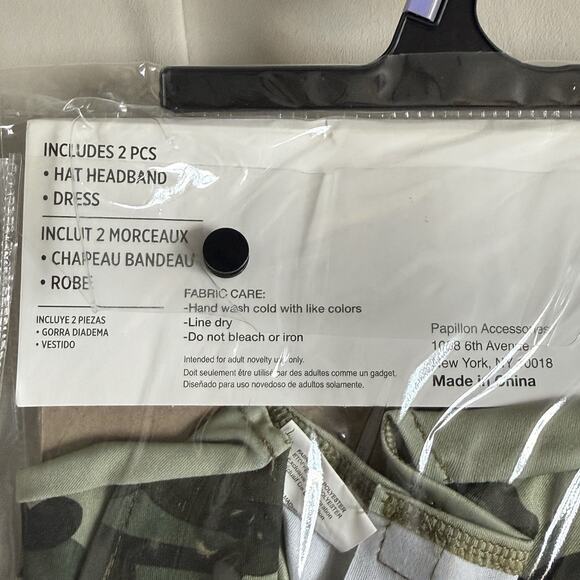 INCLUDES 2 PCS
• HAT HEADBAND
• DRESS
INCLUT 2 MORCEAUX
• CHAPEAU BANDEAU
• ROBE
INCLUYE 2 PIEZAS
• GORRA DIADEMA
• VESTIDO
FABRIC CARE:
-Hand wash cold with like colors
-Line dry
-Do not bleach or iron
Intended for adult novelty use only.
Doit seulement être utilisé par des adultes comme un gadget.
Diseñado para uso novedoso de adultos solamente.
Papillon Accessories
6th Avenue
New York, NY 10018
Made in China
POLYESTER
POLYESTER